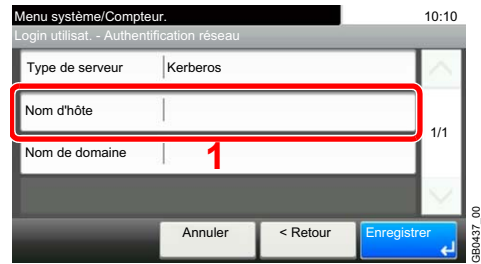 Menu système/Compteur. 10:10
Login utilisat. - Authentification réseau
Type de serveur Kerberos
Nom d'hôte
1/1
Nom de domaine 1
Annuler < Retour Enregistrer
GB0437_00